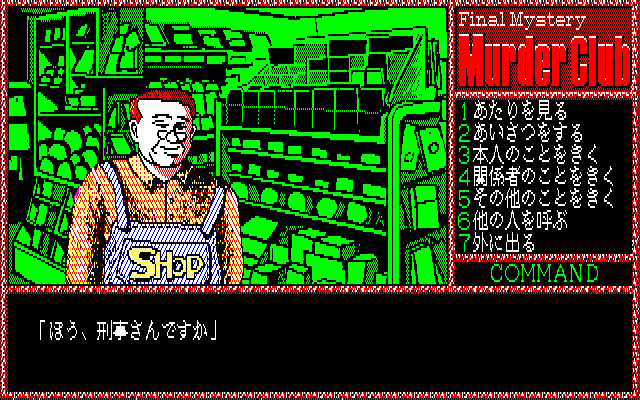 Final Mystery
Murder Club
1 あたりを見る
2 あいさつをする
3 本人のことをきく
4 関係者のことをきく
5 その他のことをきく
6 他の人を呼ぶ
7 外に出る
COMMAND
SHOP
「ほう、刑事さんですか」